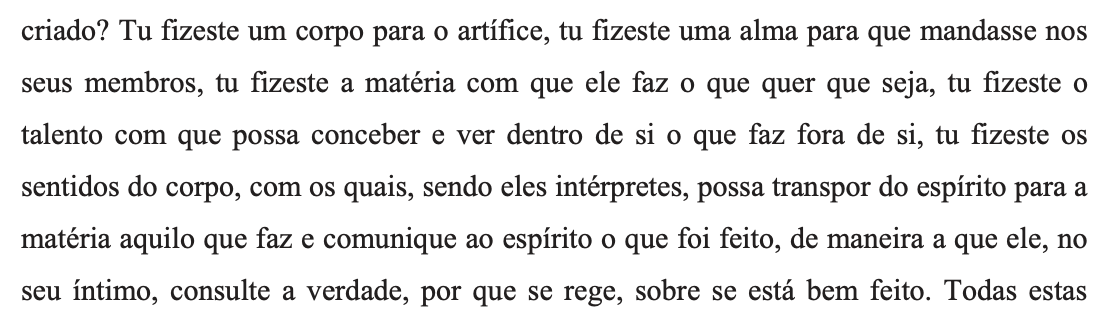 criado? Tu fizeste um corpo para o artífice, tu fizeste uma alma para que mandasse nos
seus membros, tu fizeste a matéria com que ele faz o que quer que seja, tu fizeste o
talento com que possa conceber e ver dentro de si o que faz fora de si, tu fizeste os
sentidos do corpo, com os quais, sendo eles intérpretes, possa transpor do espírito para a
matéria aquilo que faz e comunique ao espírito o que foi feito, de maneira a que ele, no
seu íntimo, consulte a verdade, por que se rege, sobre se está bem feito. Todas estas